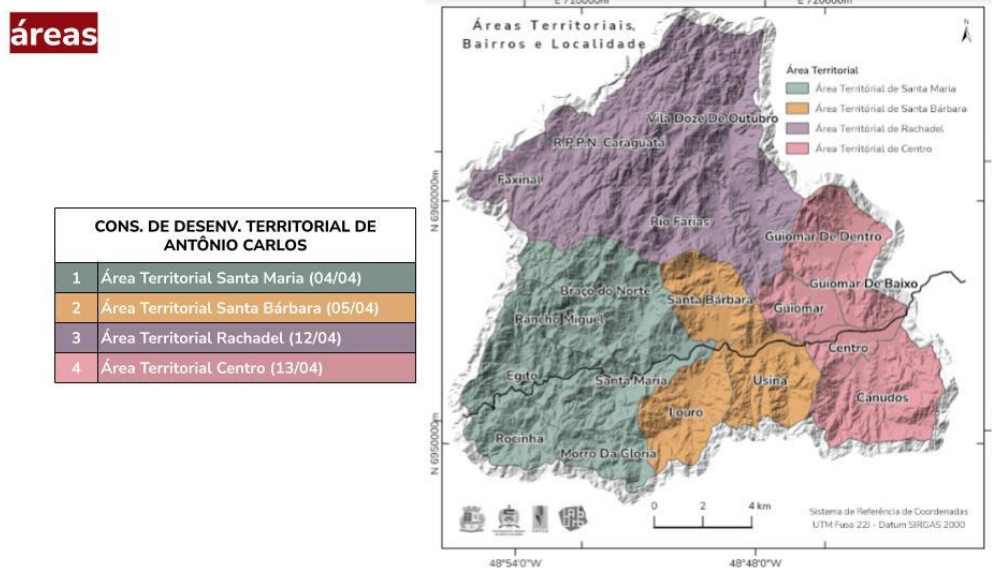 áreas
CONS. DE DESENV. TERRITORIAL DE
ANTÔNIO CARLOS
1 Área Territorial Santa Maria (04/04)
2 Área Territorial Santa Bárbara (05/04)
3 Área Territorial Rachadel (12/04)
4 Área Territorial Centro (13/04)
E 710000m E 720000m
Áreas Territoriais,
Bairros e Localidade
N
Área Territorial
Área Territórial de Santa Maria
Área Territórial de Santa Bárbara
Área Territórial de Rachadel
Área Territórial de Centro
Vila Doze De Outubro
R.P.P.N. Caraguatá
Faxinal
Rio Farias
Guiomar De Dentro
Guiomar De Baixo
Braço do Norte
Santa Bárbara
Guiomar
Rancho Miguel
Centro
Egito
Santa Maria
Usina
Canudos
Louro
Rocinha
Morro Da Gloria
N 6960000m
N 6950000m
0 2 4 km
Sistema de Referência de Coordenadas
UTM Fuso 22J - Datum SIRGAS 2000
48°54'0"W 48°48'0"W